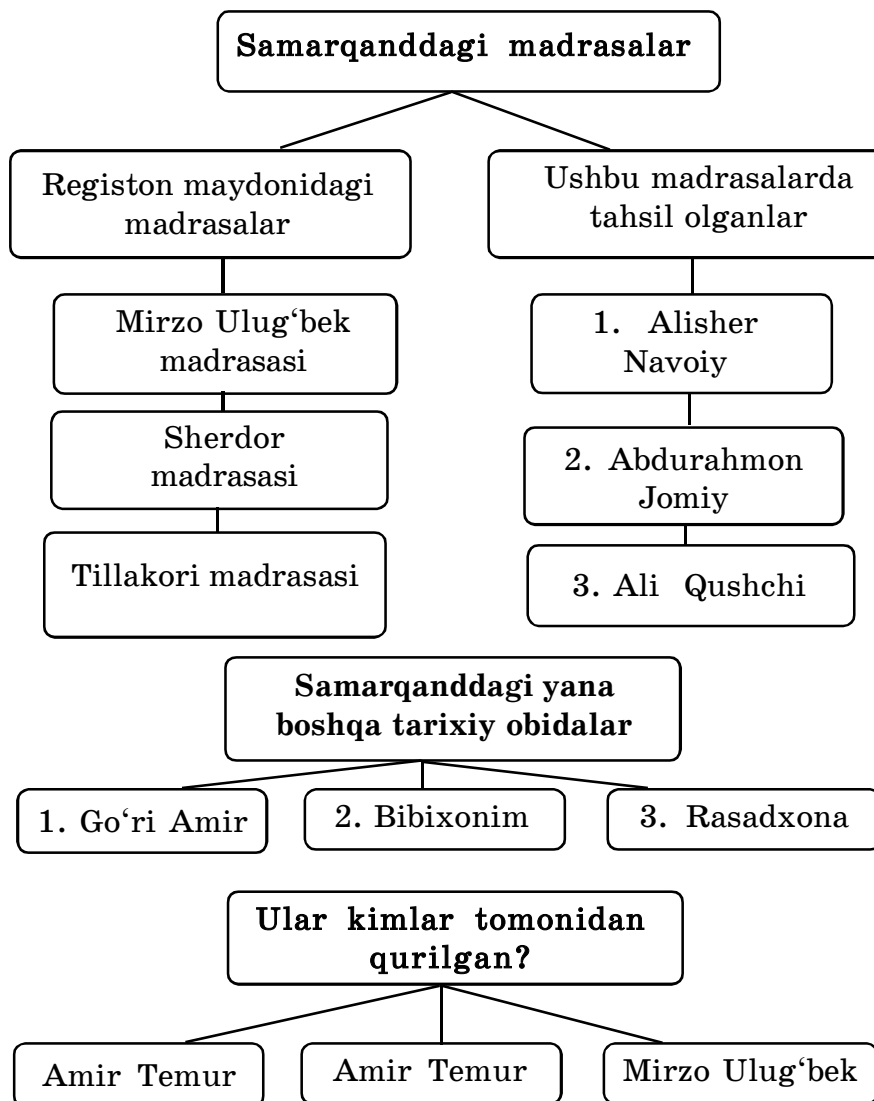 Samarqanddagi madrasalar
Registon maydonidagi
madrasalar
Mirzo Ulug‘bek
madrasasi
Sherdor
madrasasi
Tillakori madrasasi
Ushbu madrasalarda
tahsil olganlar
1. Alisher
Navoiy
2. Abdurahmon
Jomiy
3. Ali Qushchi
Samarqanddagi yana
boshqa tarixiy obidalar
1. Go‘ri Amir
2. Bibixonim
3. Rasadxona
Ular kimlar tomonidan
qurilgan?
Amir Temur
Amir Temur
Mirzo Ulug‘bek